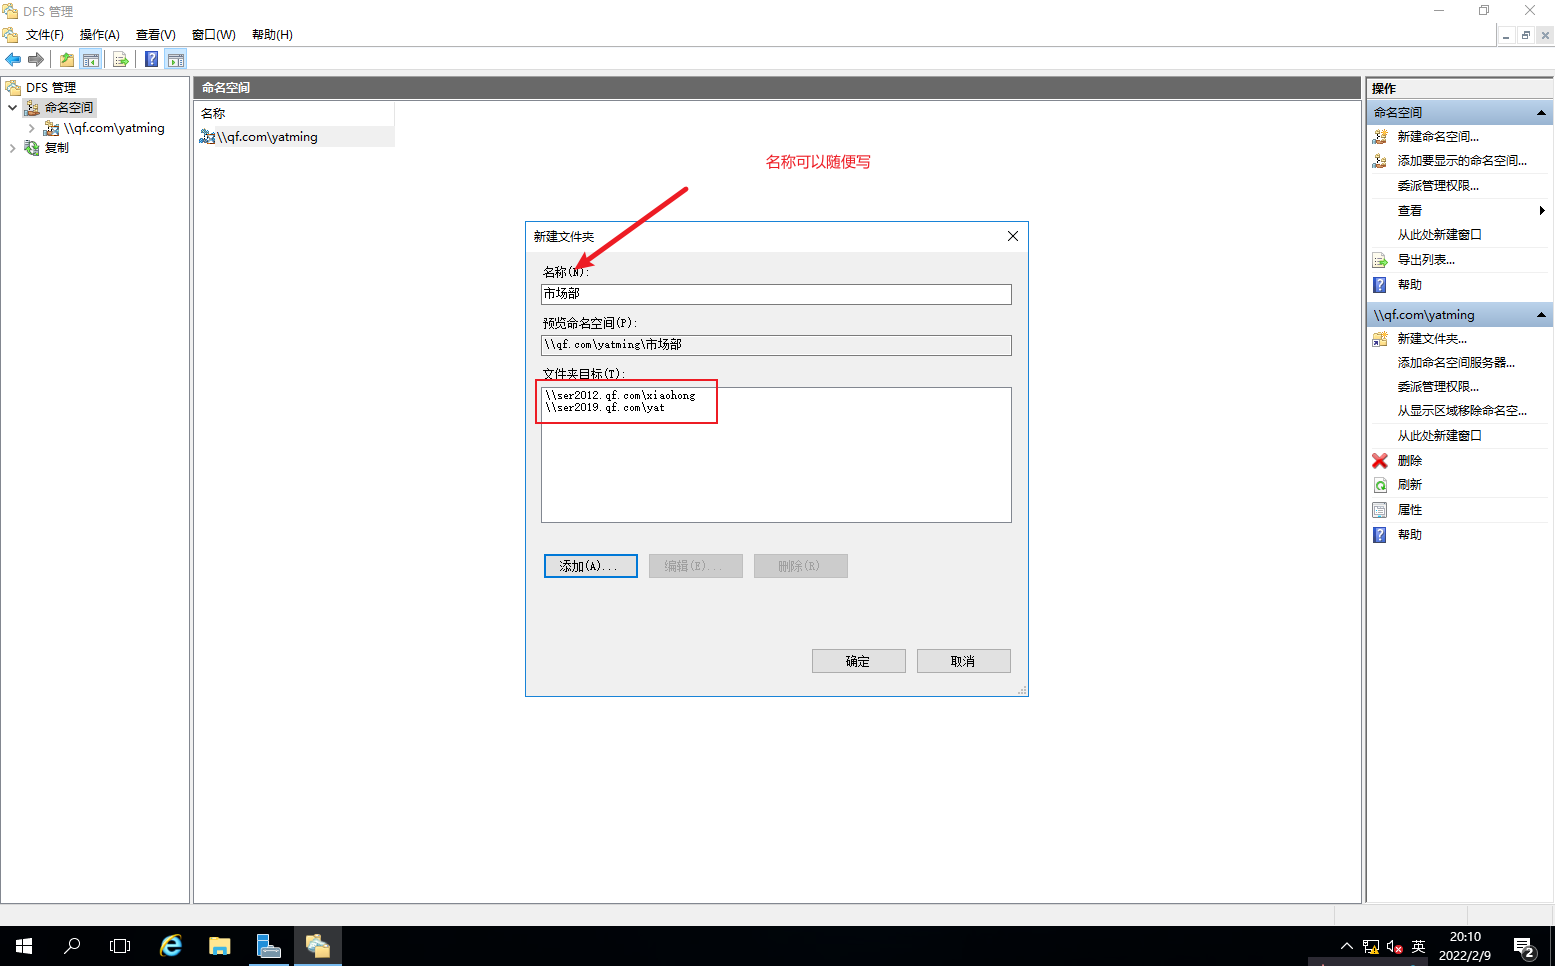 DFS 管理
文件(F) 操作(A) 查看(V) 窗口(W) 帮助(H)
DFS 管理
命名空间
\\qf.com\yatming
复制
命名空间
名称
\\qf.com\yatming
名称可以随便写
新建文件夹
名称(N):
市场部
预览命名空间(P):
\\qf.com\yatming\市场部
文件夹目标(T):
\\ser2012.qf.com\xiaohong
\\ser2019.qf.com\yat
添加(A)... 编辑(E)... 删除(R)
确定 取消
操作
命名空间
新建命名空间...
添加要显示的命名空间...
委派管理权限...
查看
从此处新建窗口
导出列表...
帮助
\\qf.com\yatming
新建文件夹...
添加命名空间服务器...
委派管理权限...
从显示区域移除命名空...
从此处新建窗口
删除
刷新
属性
帮助
英
20:10
2022/2/9
2